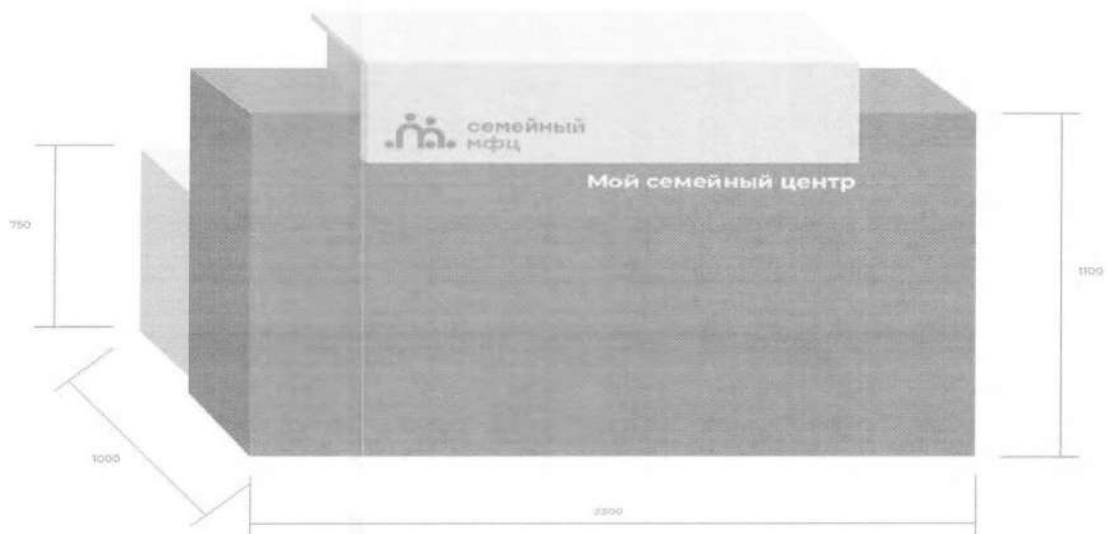 семейный
мфц
Мой семейный центр
750
1100
1000
2300